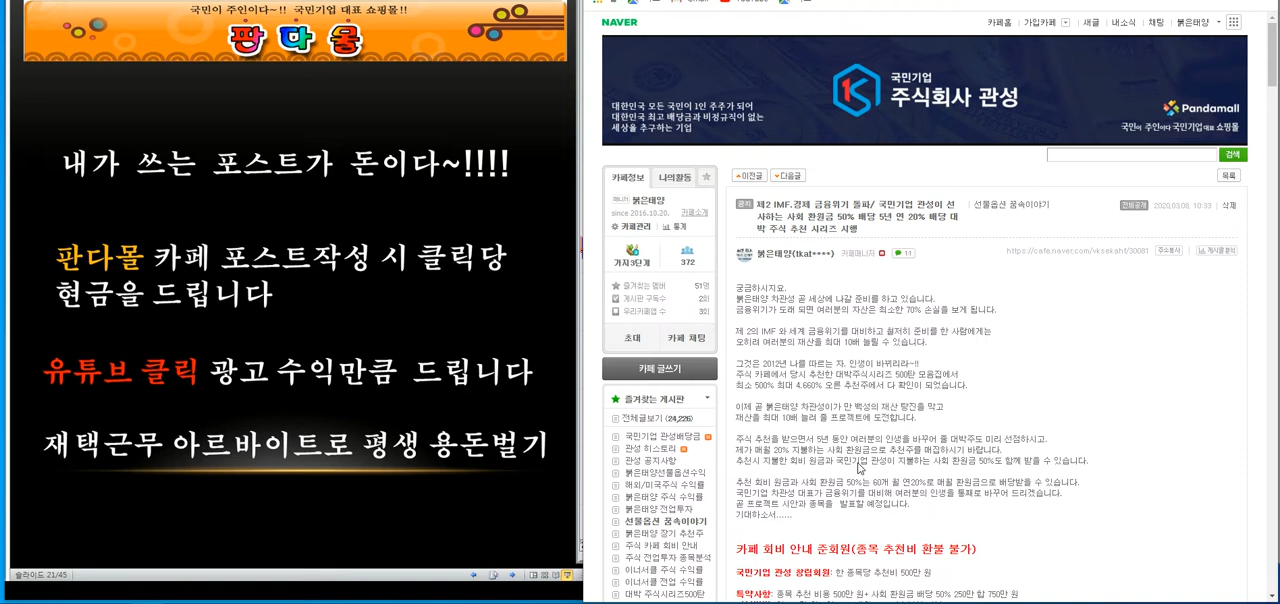 국민이 주인이다~!! 국민기업 대표 쇼핑몰!!
판다몰
내가 쓰는 포스트가 돈이다~!!!!
판다몰 카페 포스트작성 시 클릭당
현금을 드립니다
유튜브 클릭 광고 수익만큼 드립니다
재택근무 아르바이트로 평생 용돈벌기
슬라이드 21/45
NAVER
카페홈 | 가입카페 | 새글 | 내소식 | 채팅 | 붉은태양
대한민국 모든 국민이 1인 주주가 되어
대한민국 최고 배당금과 비정규직이 없는
세상을 추구하는 기업
국민기업
주식회사 관성
Pandamall
국민이 주인이다 국민기업대표 쇼핑몰
검색
카페정보 나의활동
이전글 다음글
목록
매니저 붉은태양
since 2016.10.20. 카페소개
카페관리 통계
가지3단계 372
즐겨찾는 멤버 51명
게시판 구독수 2회
우리카페앱 수 3회
초대 카페 채팅
카페 글쓰기
즐겨찾는 게시판
전체글보기 (24,226)
국민기업 관성배당금
관성 히스토리
관성 공지사항
붉은태양선물옵션수익
해외/미국주식 수익률
붉은태양 주식 수익률
붉은태양 전업투자
선물옵션 꿈속이야기
붉은태양 장기 추천주
주식 카페 회비 안내
주식 전업투자 종목분석
이너서클 주식 수익률
이너서클 전업 수익률
대박 주식시리즈500탄
공지 제2 IMF.경제 금융위기 돌파/ 국민기업 관성이 선
사하는 사회 환원금 50% 배당 5년 연 20% 배당 대
박 주식 추천 시리즈 시행
| 선물옵션 꿈속이야기
전체공개 2020.03.08. 10:33 | 삭제
붉은태양(tkat****) 카페매니저 11
https://cafe.naver.com/vksekahf/30081 주소복사 | 게시글 분석
궁금하시지요.
붉은태양 차관성 곧 세상에 나갈 준비를 하고 있습니다.
금융위기가 도래 되면 여러분의 자산은 최소한 70% 손실을 보게 됩니다.
제 2의 IMF 와 세계 금융위기를 대비하고 철저히 준비를 한 사람에게는
오히려 여러분의 재산을 최대 10배 늘릴 수 있습니다.
그것은 2012년 나를 따르는 자, 인생이 바뀌리라~!!
주식 카페에서 당시 추천한 대박주식시리즈 500탄 모음집에서
최소 500% 최대 4.660% 오른 추천주에서 다 확인이 되었습니다.
이제 곧 붉은태양 차관성이 만 백성의 재산 탕진을 막고
재산을 최대 10배 늘려 줄 프로젝트에 도전합니다.
주식 추천을 받으면서 5년 동안 여러분의 인생을 바꾸어 줄 대박주도 미리 선점하시고.
제가 매월 20% 지불하는 사회 환원금으로 추천주를 매집하시기 바랍니다.
추천시 지불한 회비 원금과 국민기업 관성이 지불하는 사회 환원금 50%도 함께 받을 수 있습니다.
추천 회비 원금과 사회 환원금 50%는 60개 월 연20%로 매월 환원금으로 배당받을 수 있습니다.
국민기업 차관성 대표가 금융위기를 대비해 여러분의 인생을 통째로 바꾸어 드리겠습니다.
곧 프로젝트 시안과 종목을 발표할 예정입니다.
기대하소서......
카페 회비 안내 준회원(종목 추천비 환불 불가)
국민기업 관성 창립회원: 한 종목당 추천비 500만 원
특약사항: 종목 추천 비용 500만 원+ 사회 환원금 배당 50% 250만 합 750만 원